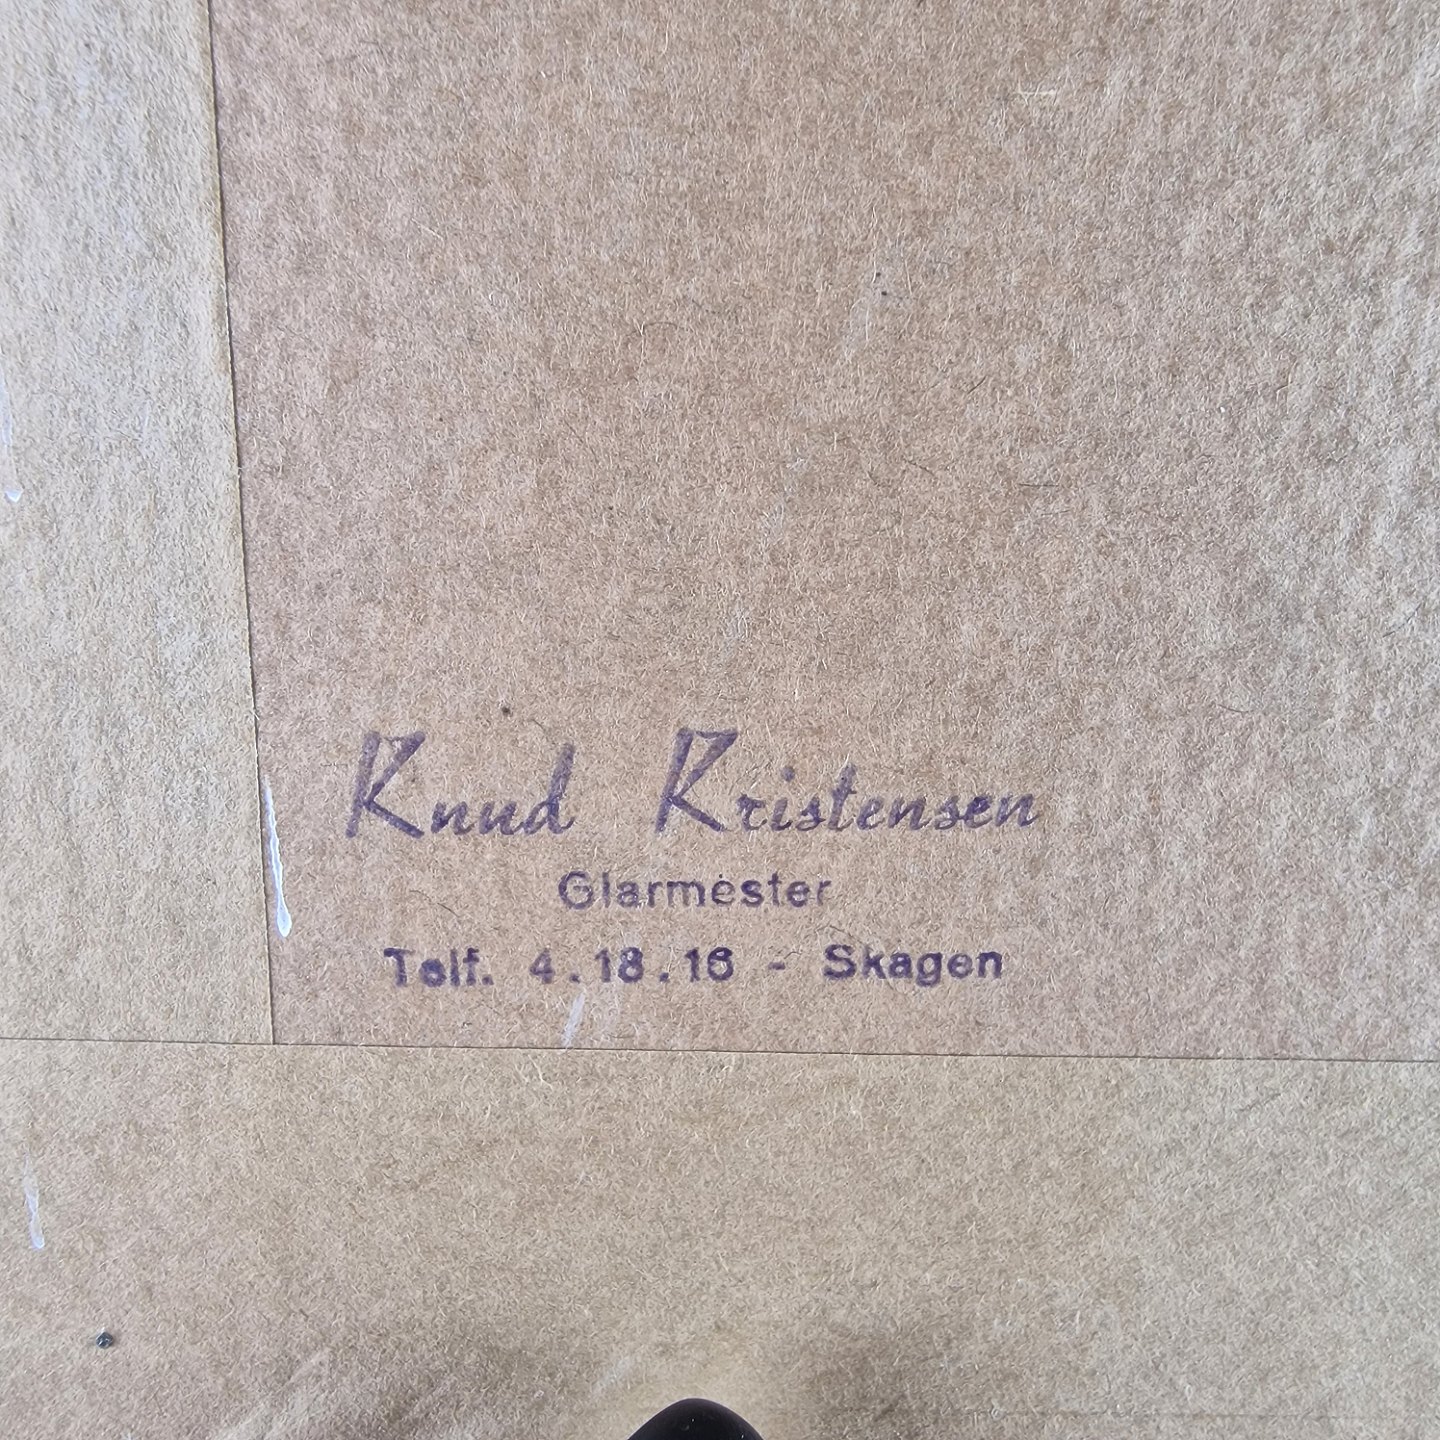 Knud Kristensen
Glarmester
Telf. 4.18.16 - Skagen